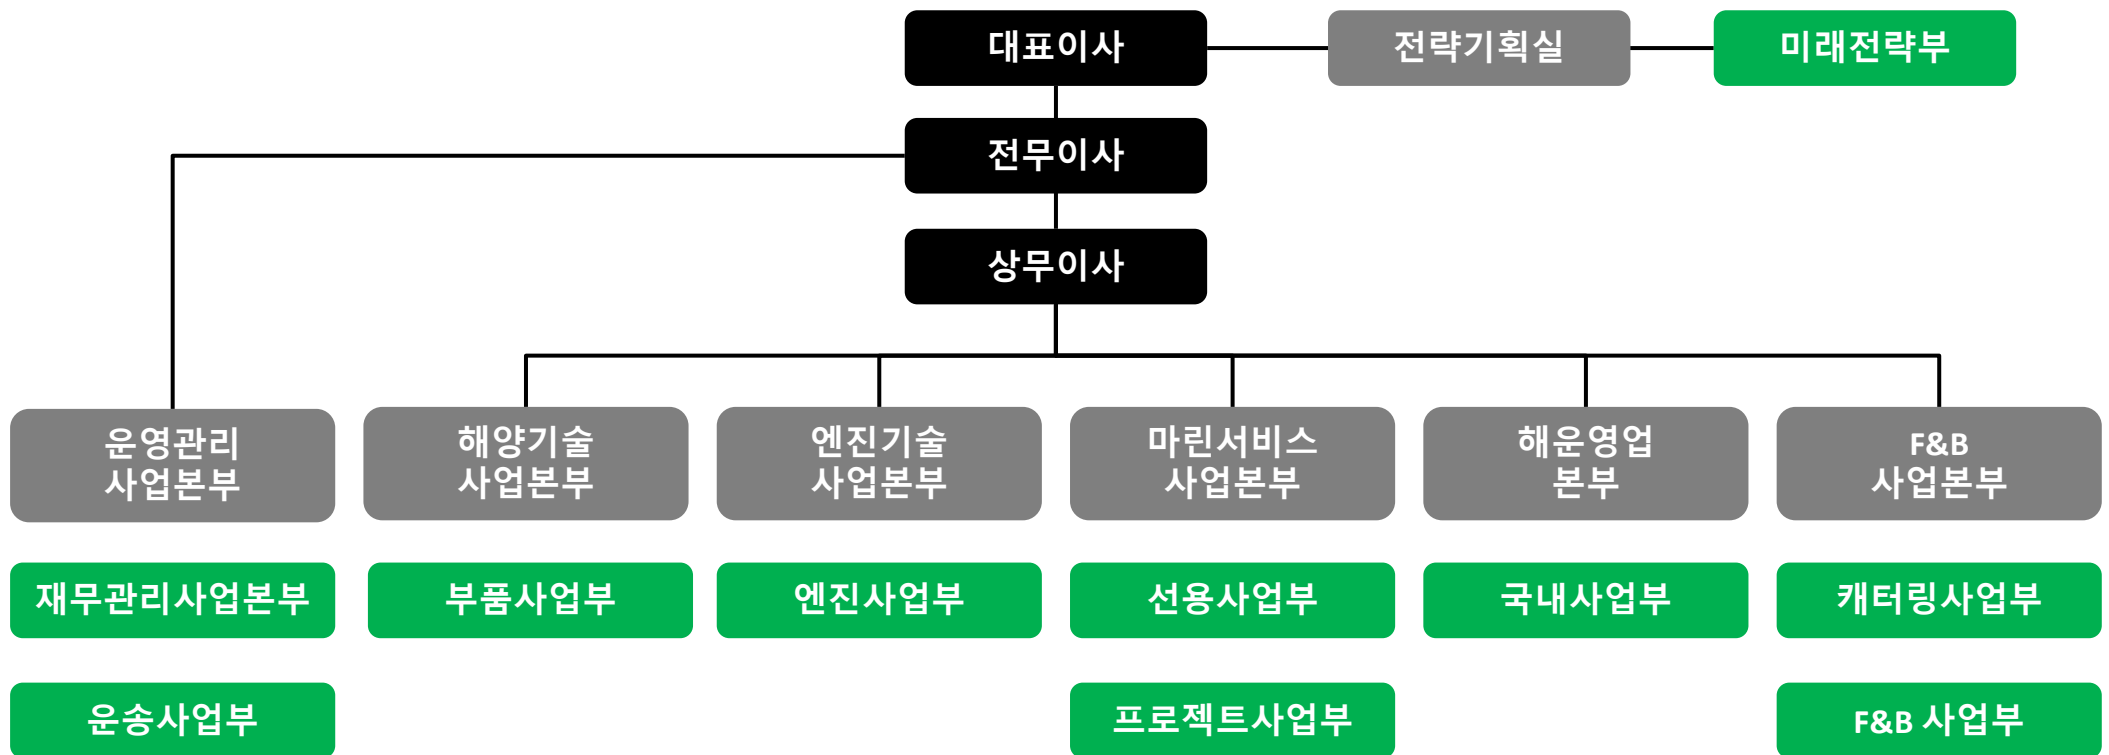 대표이사
전략기획실
미래전략부
전무이사
상무이사
운영관리
사업본부
해양기술
사업본부
엔진기술
사업본부
마린서비스
사업본부
해운영업
본부
F&B
사업본부
재무관리사업본부
부품사업부
엔진사업부
선용사업부
국내사업부
캐터링사업부
운송사업부
프로젝트사업부
F&B 사업부